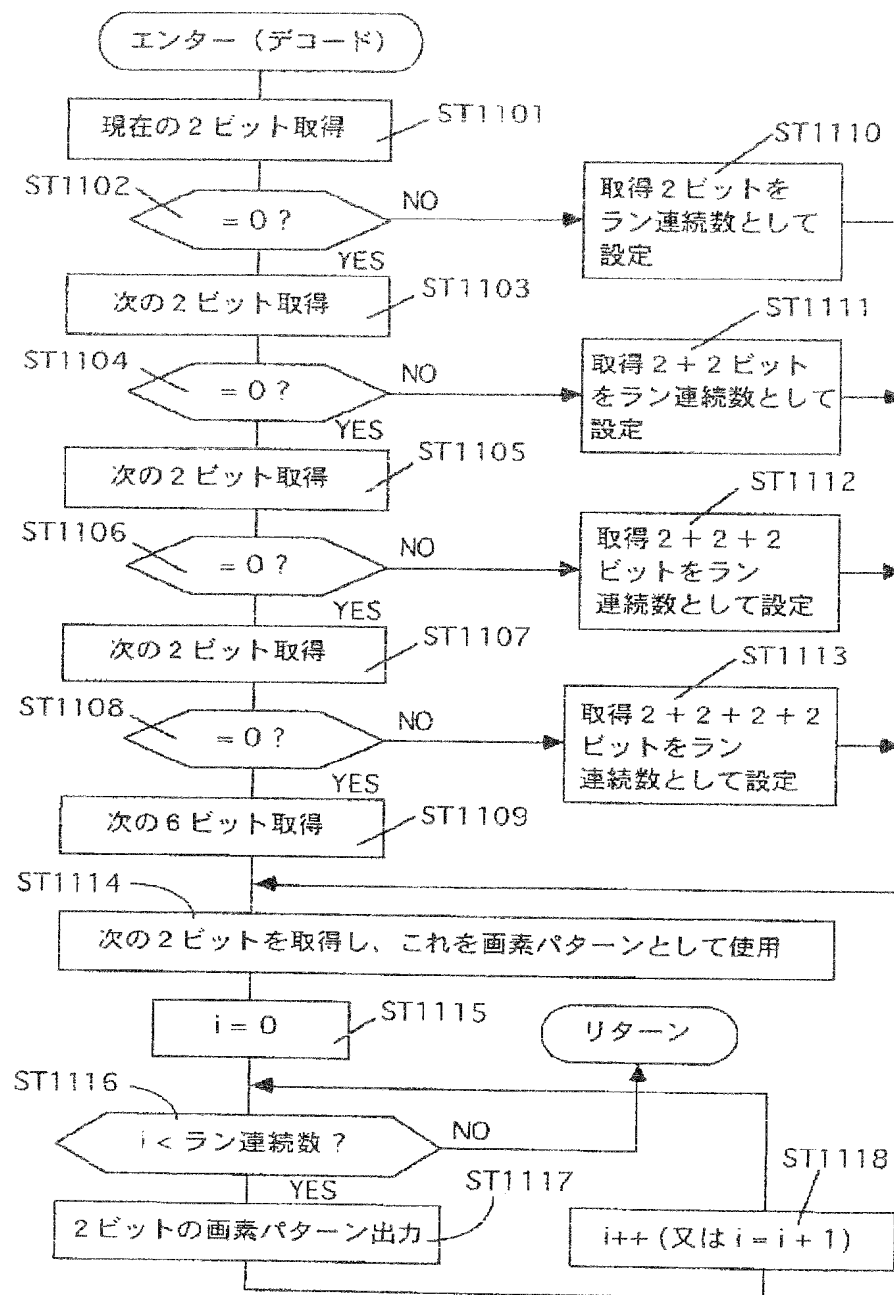 エンター (デコード)
現在の2ビット取得
ST1101
ST1110
ST1102
= 0 ?
NO
取得2ビットを
ラン連続数として
設定
YES
次の2ビット取得
ST1103
ST1111
ST1104
= 0 ?
NO
取得2+2ビット
をラン連続数として
設定
YES
次の2ビット取得
ST1105
ST1112
ST1106
= 0 ?
NO
取得2+2+2
ビットをラン
連続数として設定
YES
次の2ビット取得
ST1107
ST1113
ST1108
= 0 ?
NO
取得2+2+2+2
ビットをラン
連続数として設定
YES
次の6ビット取得
ST1109
ST1114
次の2ビットを取得し、これを画素パターンとして使用
i = 0
ST1115
リターン
ST1116
i < ラン連続数 ?
NO
YES
ST1117
ST1118
2ビットの画素パターン出力
i++ (又は i = i + 1)